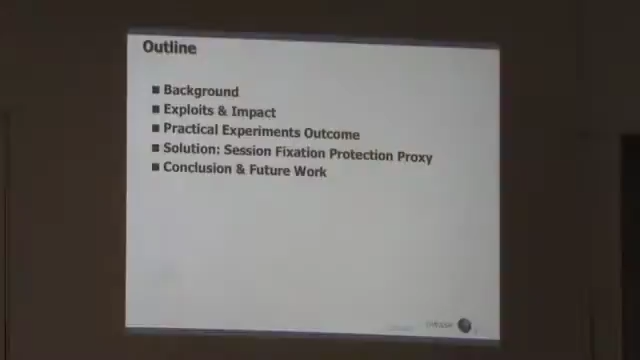 Outline
Background
Exploits & Impact
Practical Experiments Outcome
Solution: Session Fixation Protection Proxy
Conclusion & Future Work